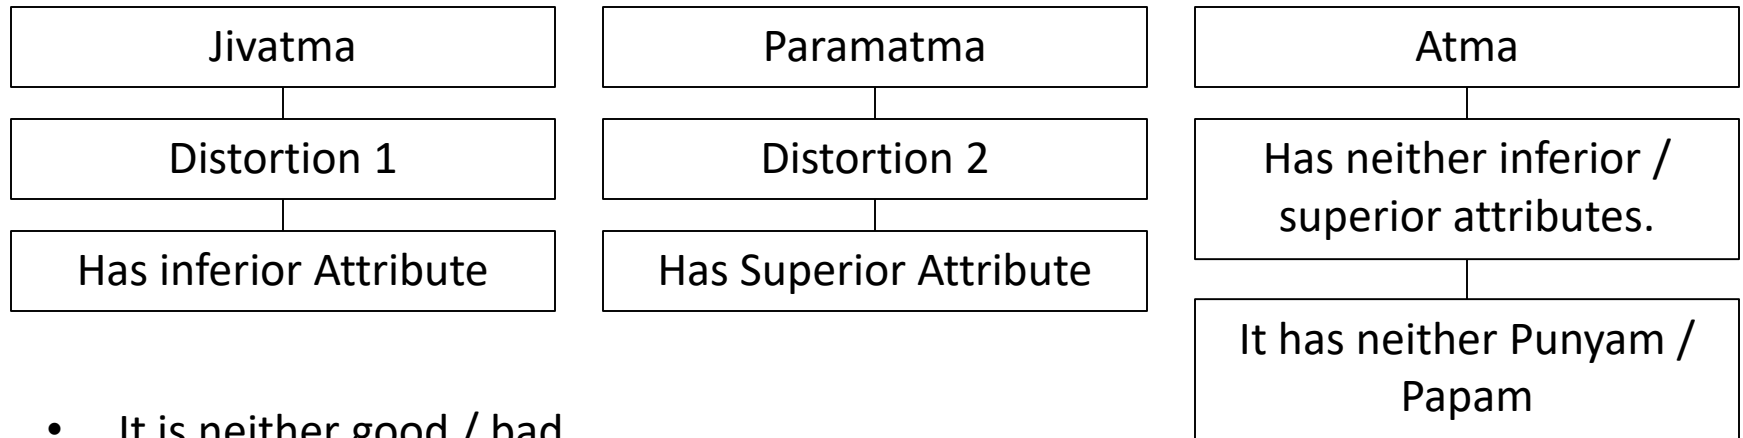 Jivatma
Distortion 1
Has inferior Attribute
Paramatma
Distortion 2
Has Superior Attribute
Atma
Has neither inferior /
superior attributes.
It has neither Punyam /
Papam
• It is neither good / bad